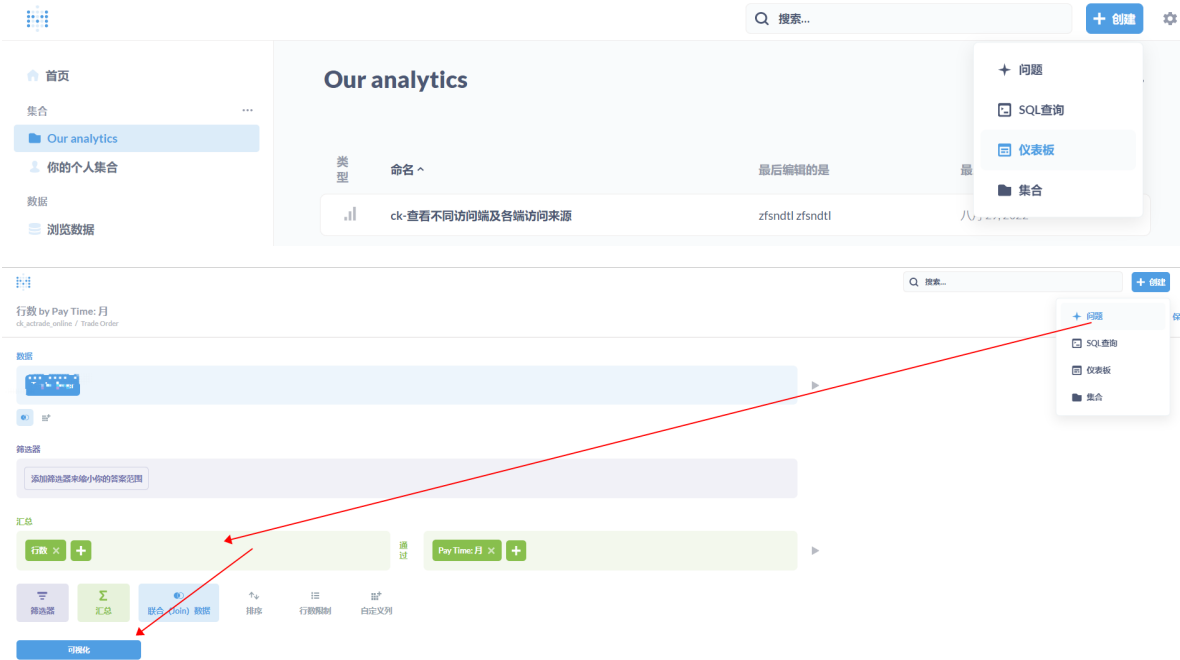 搜索...
创建
问题
首页
Our analytics
集合
...
SQL查询
Our analytics
仪表板
你的个人集合
类型
命名
最后编辑的是
最
集合
数据
ck-查看不同访问端及各端访问来源
zfsndtl zfsndtl
浏览数据
搜索...
创建
行数 by Pay Time: 月
ck_actrade_online / Trade Order
问题
保
SQL查询
数据
仪表板
集合
筛选器
添加筛选器来缩小你的答案范围
汇总
行数
通过
Pay Time: 月
筛选器
汇总
联合 (Join) 数据
排序
行数限制
自定义列
可视化